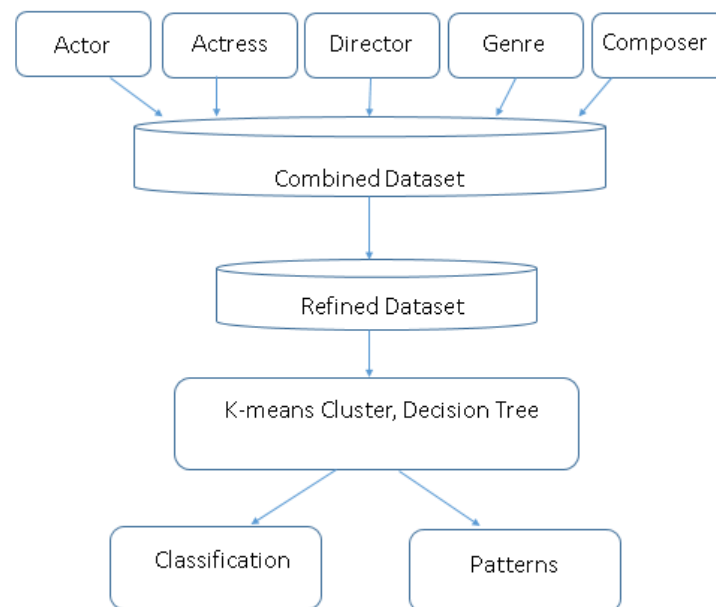 Actor
Actress
Director
Genre
Composer
Combined Dataset
Refined Dataset
K-means Cluster, Decision Tree
Classification
Patterns